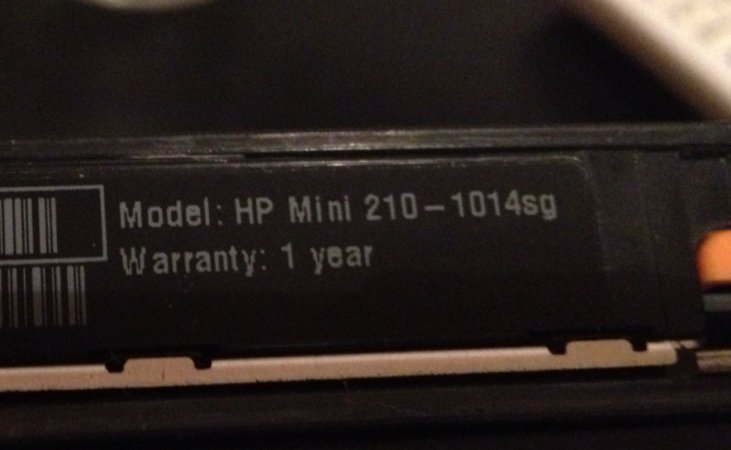 Model: HP Mini 210-1014sg
Warranty: 1 year